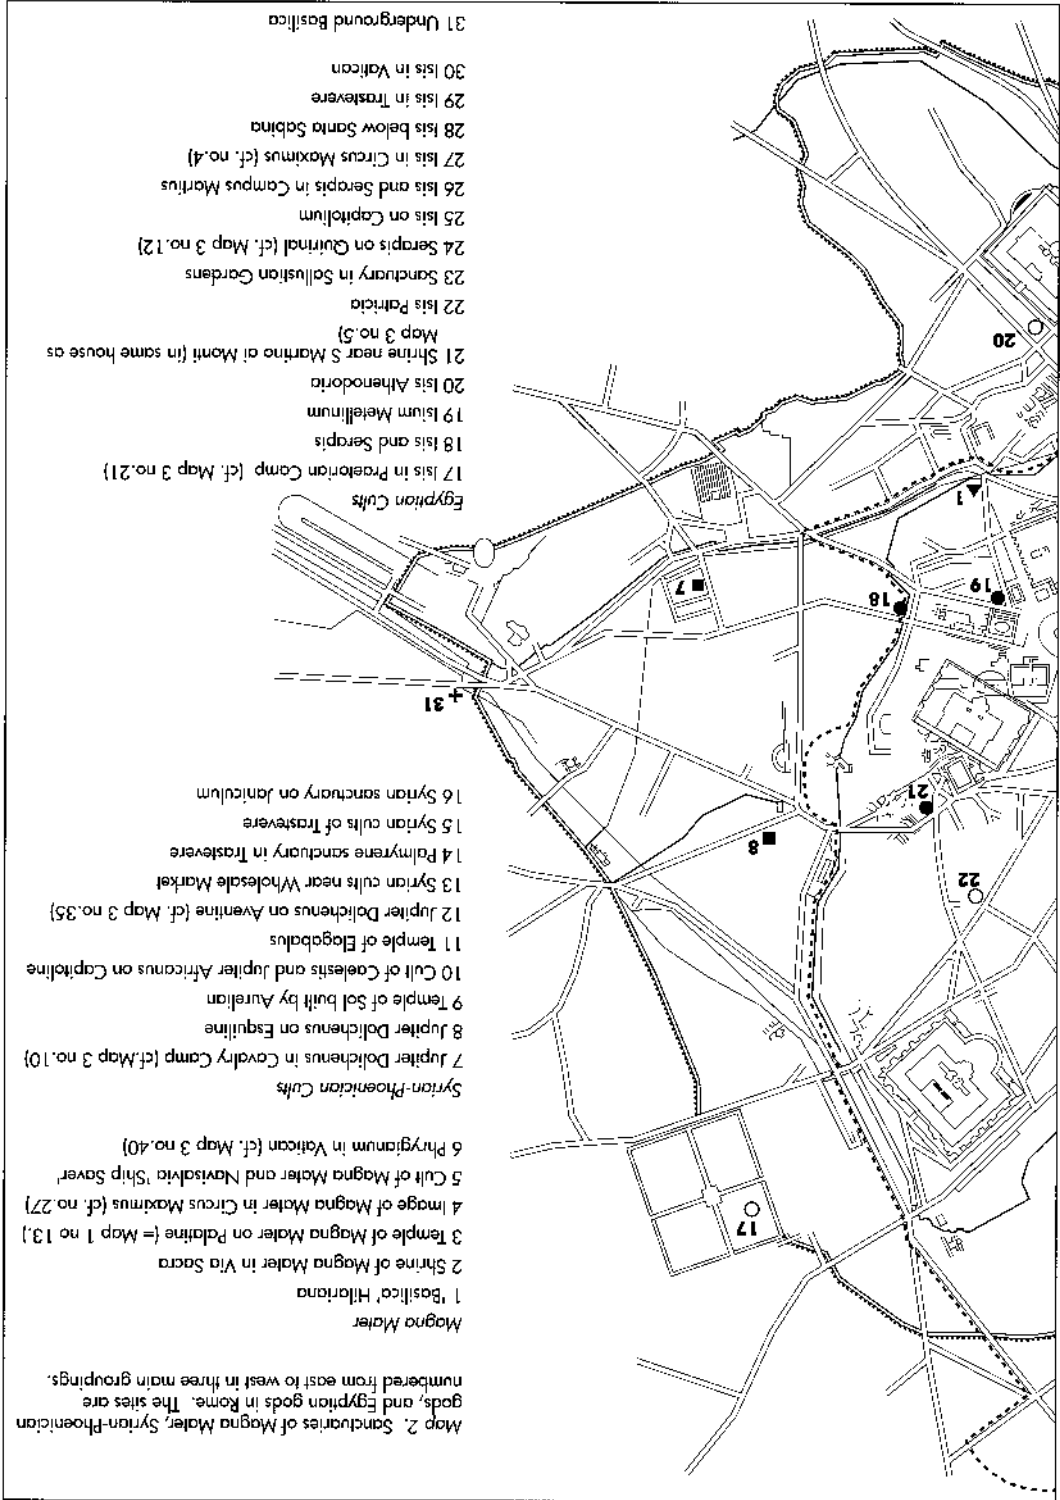 Map 2. Sanctuaries of Magna Mater, Syrian-Phoenician
gods, and Egyptian gods in Rome. The sites are
numbered from east to west in three main groupings.
Magna Mater
1 'Basilica' Hilariana
2 Shrine of Magna Mater in Via Sacra
3 Temple of Magna Mater on Palatine (= Map 1 no 13.)
4 Image of Magna Mater in Circus Maximus (cf. no.27)
5 Cult of Magna Mater and Navisalvia 'Ship Saver'
6 Phrygianum in Vatican (cf. Map 3 no.40)
Syrian-Phoenician Cults
7 Jupiter Dolichenus in Cavalry Camp (cf.Map 3 no.10)
8 Jupiter Dolichenus on Esquiline
9 Temple of Sol built by Aurelian
10 Cult of Caelestis and Jupiter Africanus on Capitoline
11 Temple of Elagabalus
12 Jupiter Dolichenus on Aventine (cf. Map 3 no.35)
13 Syrian cults near Wholesale Market
14 Palmyrene sanctuary in Trastevere
15 Syrian cults of Trastevere
16 Syrian sanctuary on Janiculum
Egyptian Cults
17 Isis in Praetorian Camp (cf. Map 3 no.21)
18 Isis and Serapis
19 Isium Metellinum
20 Isis Athenodoria
21 Shrine near S Martino ai Monti (in same house as
Map 3 no.5)
22 Isis Patricia
23 Sanctuary in Sallustian Gardens
24 Serapis on Quirinal (cf. Map 3 no.12)
25 Isis on Capitolium
26 Isis and Serapis in Campus Martius
27 Isis in Circus Maximus (cf. no.4)
28 Isis below Santa Sabina
29 Isis in Trastevere
30 Isis in Vatican
31 Underground Basilica
17
22
8
21
31
18
19
7
1
20